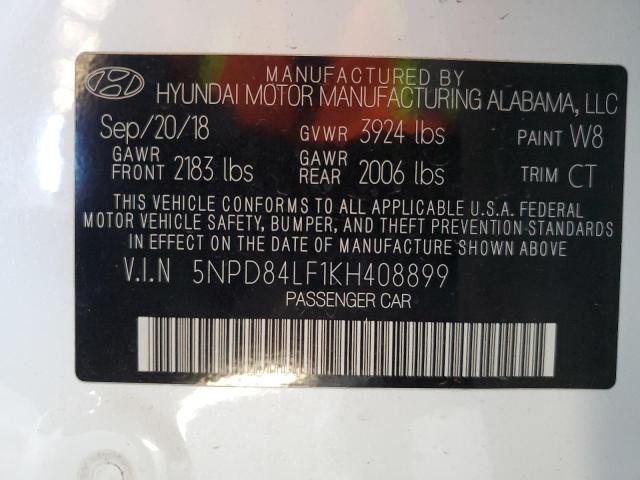 MANUFACTURED BY
HYUNDAI MOTOR MANUFACTURING ALABAMA, LLC
Sep/20/18 GVWR 3924 lbs PAINT W8
GAWR FRONT 2183 lbs GAWR REAR 2006 lbs TRIM CT
THIS VEHICLE CONFORMS TO ALL APPLICABLE U.S.A. FEDERAL
MOTOR VEHICLE SAFETY, BUMPER, AND THEFT PREVENTION STANDARDS
IN EFFECT ON THE DATE OF MANUFACTURE SHOWN ABOVE
V.I.N 5NPD84LF1KH408899
PASSENGER CAR